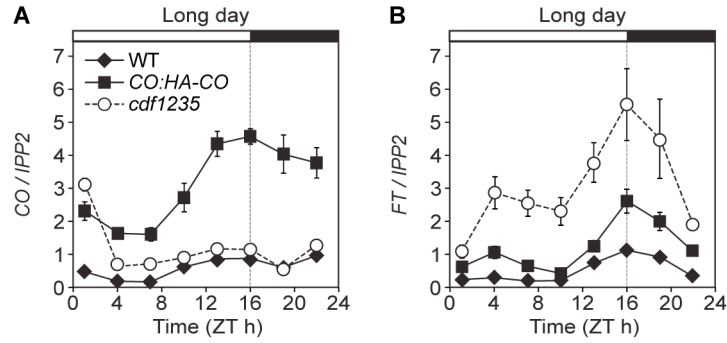 A
Long day
WT
CO:HA-CO
cdf1235
CO / IPP2
7
6
5
4
3
2
1
0
0 4 8 12 16 20 24
Time (ZT h)
B
Long day
FT / IPP2
7
6
5
4
3
2
1
0
0 4 8 12 16 20 24
Time (ZT h)